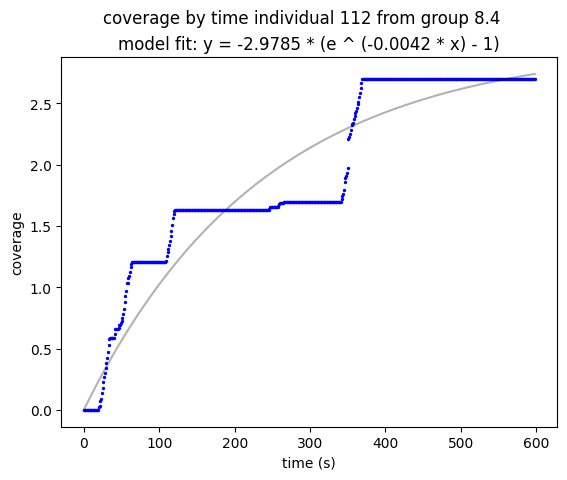 coverage by time individual 112 from group 8.4
model fit: y = -2.9785 * (e ^ (-0.0042 * x) - 1)
2.5
2.0
1.5
1.0
0.5
0.0
coverage
0 100 200 300 400 500 600
time (s)